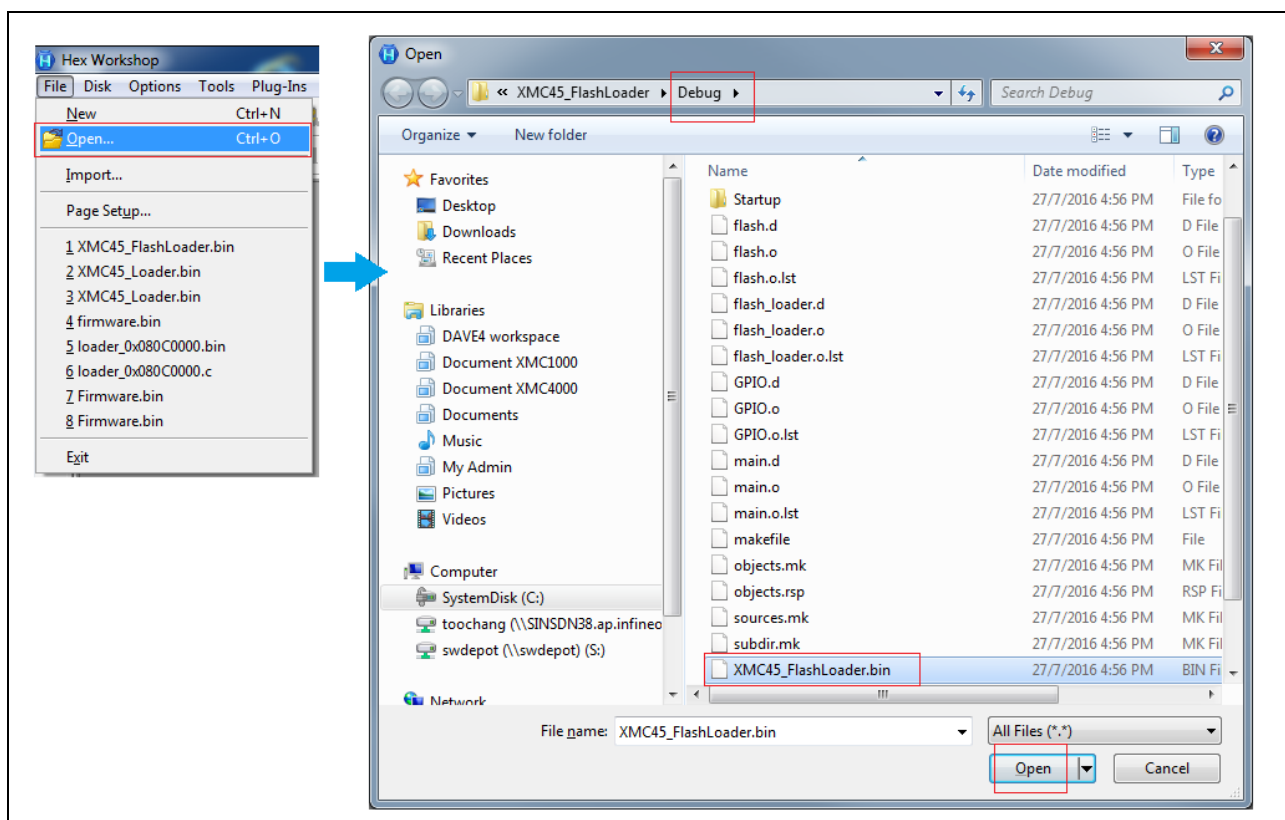 Hex Workshop
File Disk Options Tools Plug-Ins
New Ctrl+N
Open... Ctrl+O
Import...
Page Setup...
1 XMC45_FlashLoader.bin
2 XMC45_Loader.bin
3 XMC45_Loader.bin
4 firmware.bin
5 loader_0x080C0000.bin
6 loader_0x080C0000.c
7 Firmware.bin
8 Firmware.bin
Exit
Open
« XMC45_FlashLoader Debug Search Debug
Organize New folder
Favorites
Desktop
Downloads
Recent Places
Libraries
DAVE4 workspace
Document XMC1000
Document XMC4000
Documents
Music
My Admin
Pictures
Videos
Computer
SystemDisk (C:)
toochang (\\SINSDN38.ap.infineo
swdepot (\\swdepot) (S:)
Network
Name Date modified Type
Startup 27/7/2016 4:56 PM File fo
flash.d 27/7/2016 4:56 PM D File
flash.o 27/7/2016 4:56 PM O File
flash.o.lst 27/7/2016 4:56 PM LST Fi
flash_loader.d 27/7/2016 4:56 PM D File
flash_loader.o 27/7/2016 4:56 PM O File
flash_loader.o.lst 27/7/2016 4:56 PM LST Fi
GPIO.d 27/7/2016 4:56 PM D File
GPIO.o 27/7/2016 4:56 PM O File
GPIO.o.lst 27/7/2016 4:56 PM LST Fi
main.d 27/7/2016 4:56 PM D File
main.o 27/7/2016 4:56 PM O File
main.o.lst 27/7/2016 4:56 PM LST Fi
makefile 27/7/2016 4:56 PM File
objects.mk 27/7/2016 4:56 PM MK Fil
objects.rsp 27/7/2016 4:56 PM RSP Fi
sources.mk 27/7/2016 4:56 PM MK Fil
subdir.mk 27/7/2016 4:56 PM MK Fil
XMC45_FlashLoader.bin 27/7/2016 4:56 PM BIN Fi
File name: XMC45_FlashLoader.bin All Files (*.*)
Open Cancel